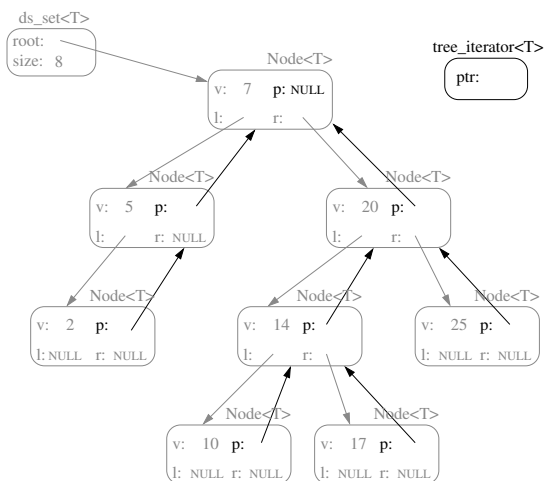 ds_set<T>
root:
size: 8
tree_iterator<T>
ptr:
Node<T>
v: 7 p: NULL
l: r:
Node<T>
v: 5 p:
l: r: NULL
Node<T>
v: 20 p:
l: r:
Node<T>
v: 2 p:
l: NULL r: NULL
Node<T>
v: 14 p:
l: r:
Node<T>
v: 25 p:
l: NULL r: NULL
Node<T>
v: 10 p:
l: NULL r: NULL
Node<T>
v: 17 p:
l: NULL r: NULL